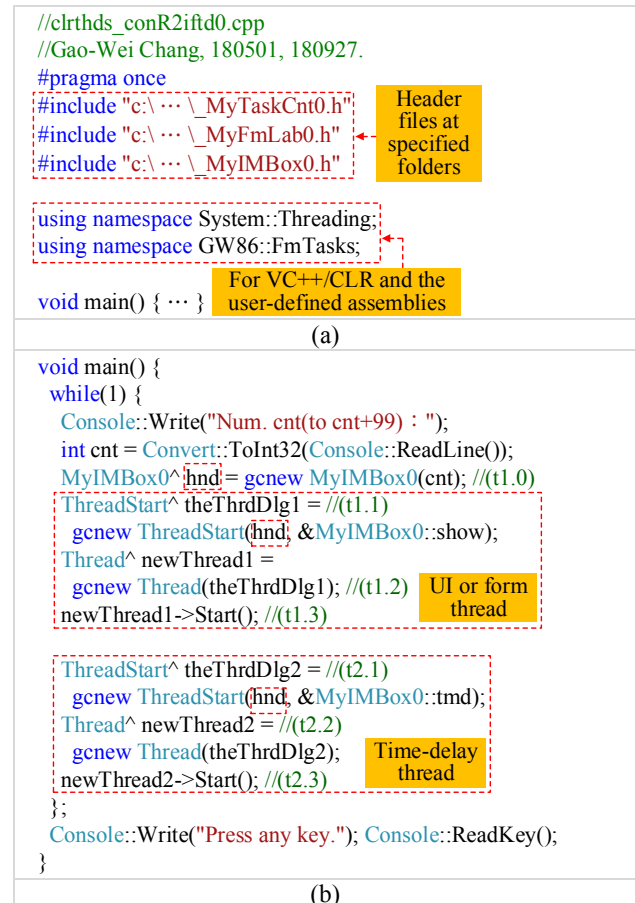 //clrthds_conR2iftd0.cpp
//Gao-Wei Chang, 180501, 180927.
#pragma once
#include "c:\ ⋯ \_MyTaskCnt0.h"
#include "c:\ ⋯ \_MyFmLab0.h"
#include "c:\ ⋯ \_MyIMBox0.h"
Header
files at
specified
folders
using namespace System::Threading;
using namespace GW86::FmTasks;
For VC++/CLR and the
user-defined assemblies
void main() { ⋯ }
(a)
void main() {
while(1) {
Console::Write("Num. cnt(to cnt+99)：");
int cnt = Convert::ToInt32(Console::ReadLine());
MyIMBox0^ hnd = gcnew MyIMBox0(cnt); //(t1.0)
ThreadStart^ theThrdDlg1 = //(t1.1)
gcnew ThreadStart(hnd, &MyIMBox0::show);
Thread^ newThread1 =
gcnew Thread(theThrdDlg1); //(t1.2)
newThread1->Start(); //(t1.3)
UI or form
thread
ThreadStart^ theThrdDlg2 = //(t2.1)
gcnew ThreadStart(hnd, &MyIMBox0::tmd);
Thread^ newThread2 = //(t2.2)
gcnew Thread(theThrdDlg2);
newThread2->Start(); //(t2.3)
Time-delay
thread
};
Console::Write("Press any key."); Console::ReadKey();
}
(b)